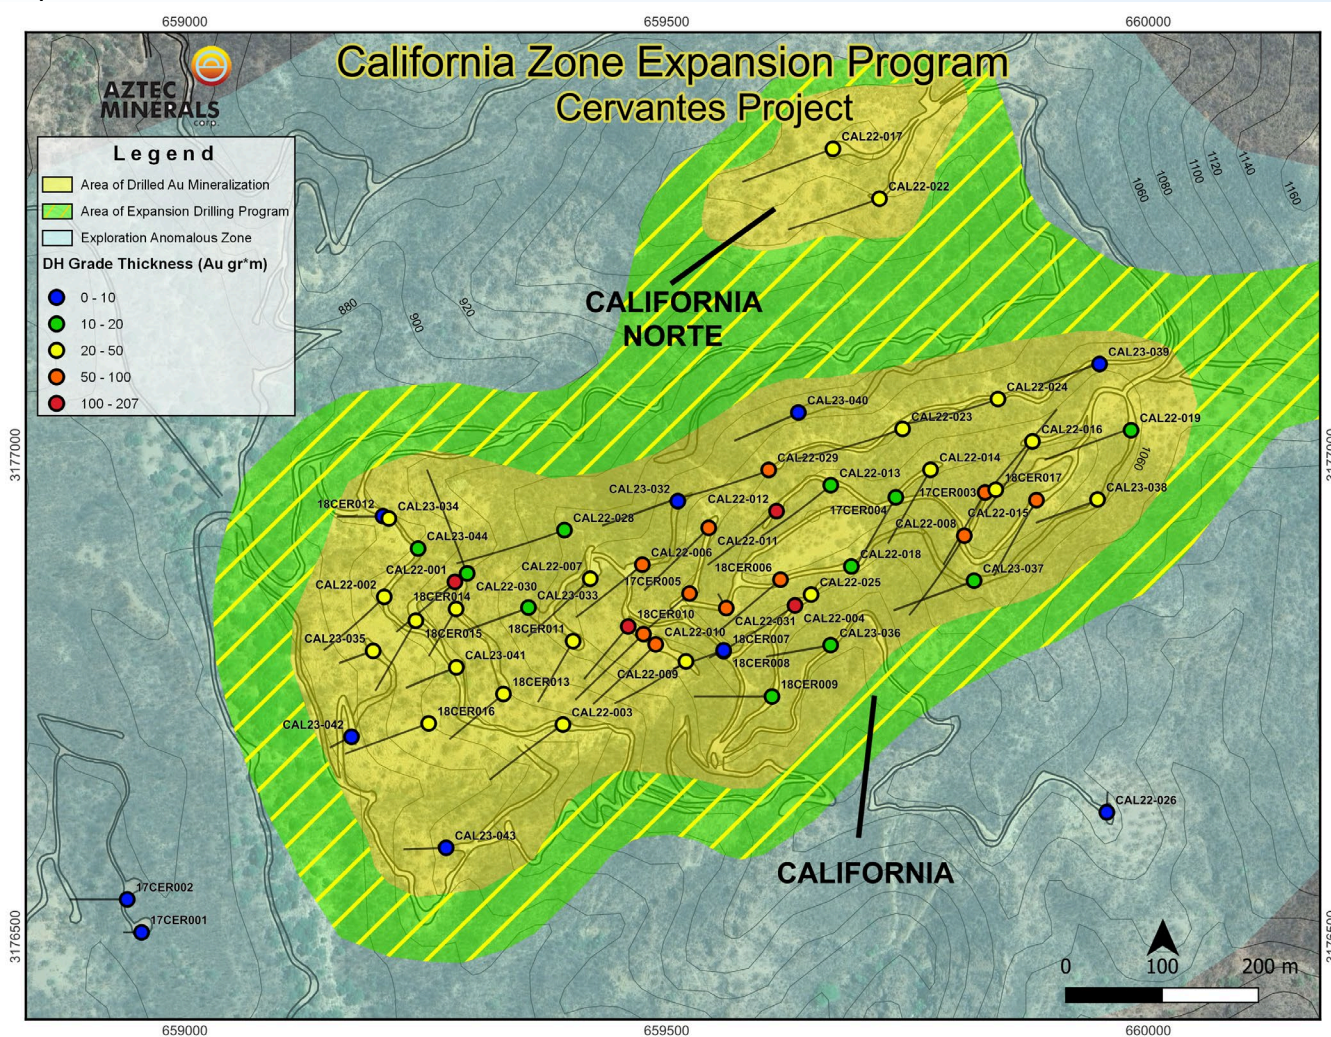 659000
659500
660000
California Zone Expansion Program
Cervantes Project
AZTEC
MINERALS
corp.
Legend
Area of Drilled Au Mineralization
Area of Expansion Drilling Program
Exploration Anomalous Zone
DH Grade Thickness (Au gr*m)
0 - 10
10 - 20
20 - 50
50 - 100
100 - 207
CAL22-017
CAL22-022
1060
1080
1100
1120
1140
1160
880
900
920
CALIFORNIA
NORTE
CAL23-039
CAL22-024
CAL23-040
CAL22-023
CAL22-019
CAL22-016
3177000
3177000
1060
CAL22-029
CAL22-014
CAL22-013
18CER017
CAL23-032
CAL22-012
17CER003
CAL23-038
18CER012
CAL23-034
17CER004
CAL22-015
CAL22-028
CAL22-008
CAL23-044
CAL22-011
CAL22-006
CAL22-018
CAL22-007
18CER006
CAL22-001
CAL23-037
CAL22-002
CAL22-030
17CER005
CAL22-025
18CER014
CAL23-033
18CER010
CAL22-031
CAL22-004
18CER011
18CER015
CAL22-010
CAL23-036
CAL23-035
18CER007
CAL23-041
18CER008
CAL22-009
18CER013
18CER009
18CER016
CAL22-003
CAL23-042
CAL22-026
CAL23-043
CALIFORNIA
17CER002
17CER001
3176500
3176500
0 100 200 m
659000
659500
660000